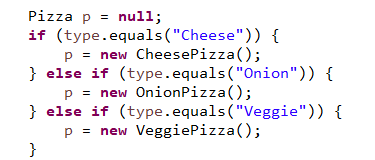 Pizza p = null;
if (type.equals("Cheese")) {
    p = new CheesePizza();
} else if (type.equals("Onion")) {
    p = new OnionPizza();
} else if (type.equals("Veggie")) {
    p = new VeggiePizza();
}